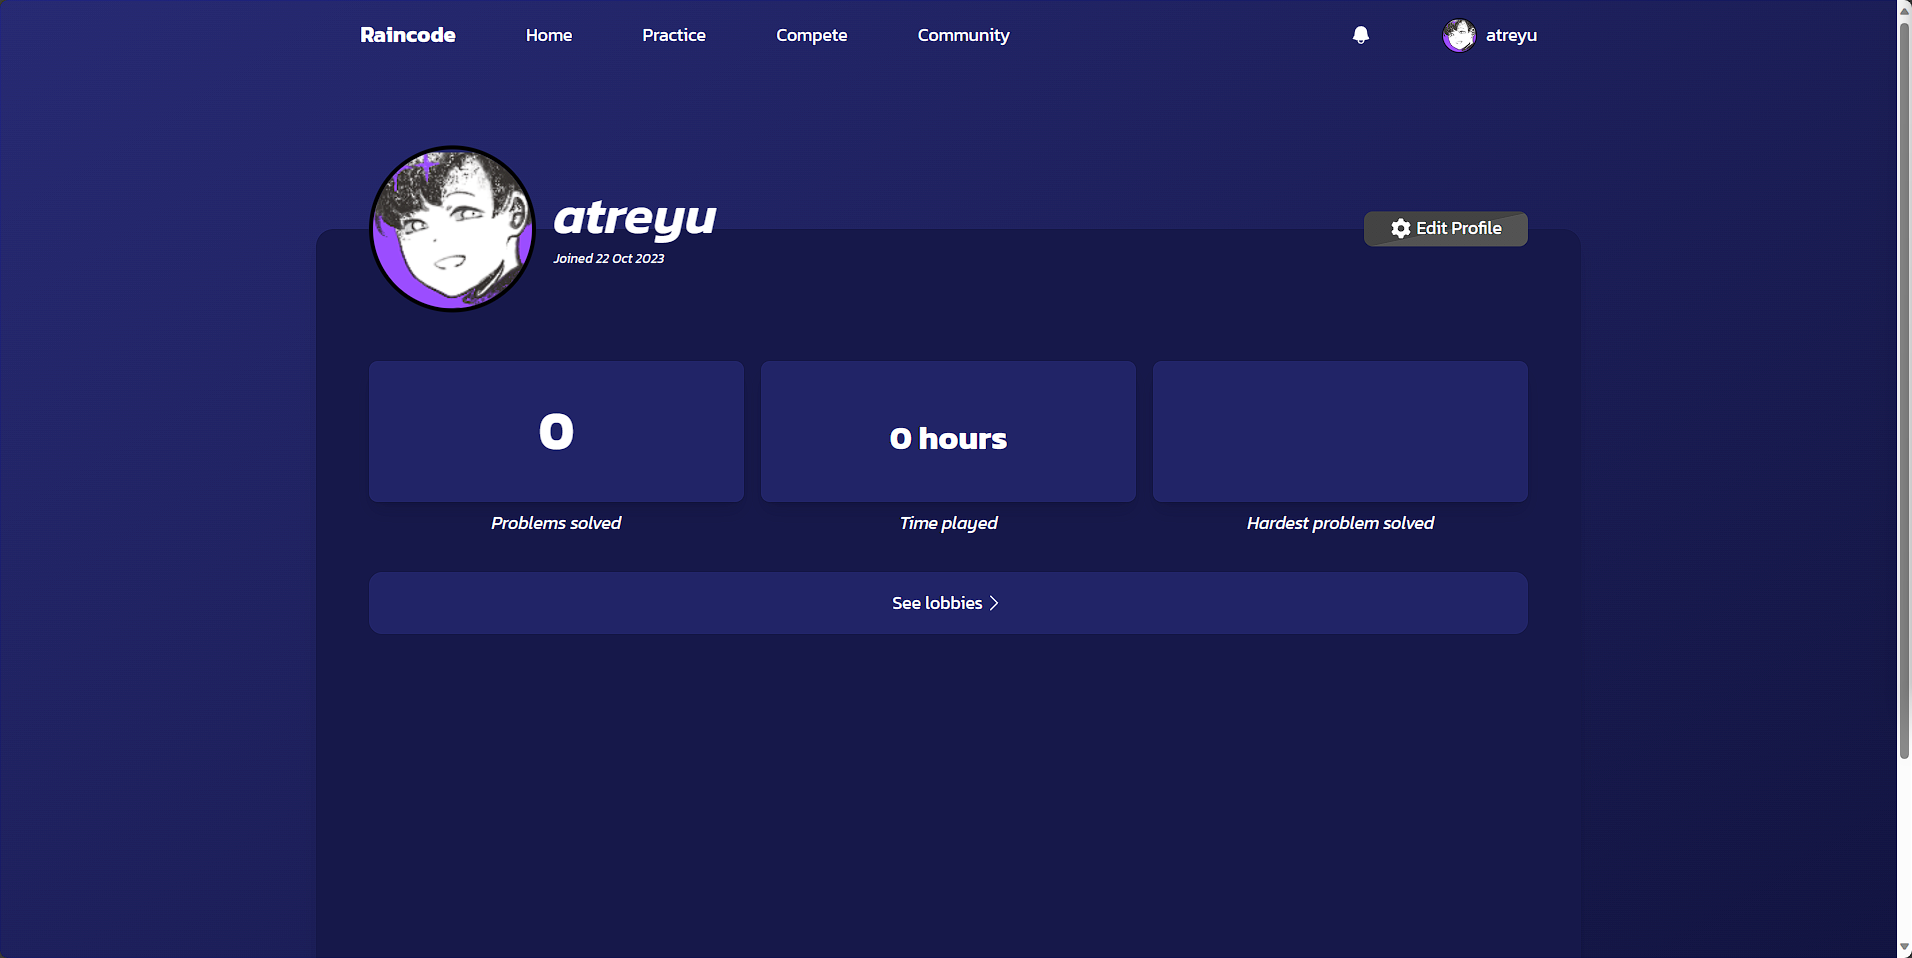 Raincode Home Practice Compete Community atreyu
atreyu
Joined 22 Oct 2023
Edit Profile
0
0 hours
Problems solved
Time played
Hardest problem solved
See lobbies